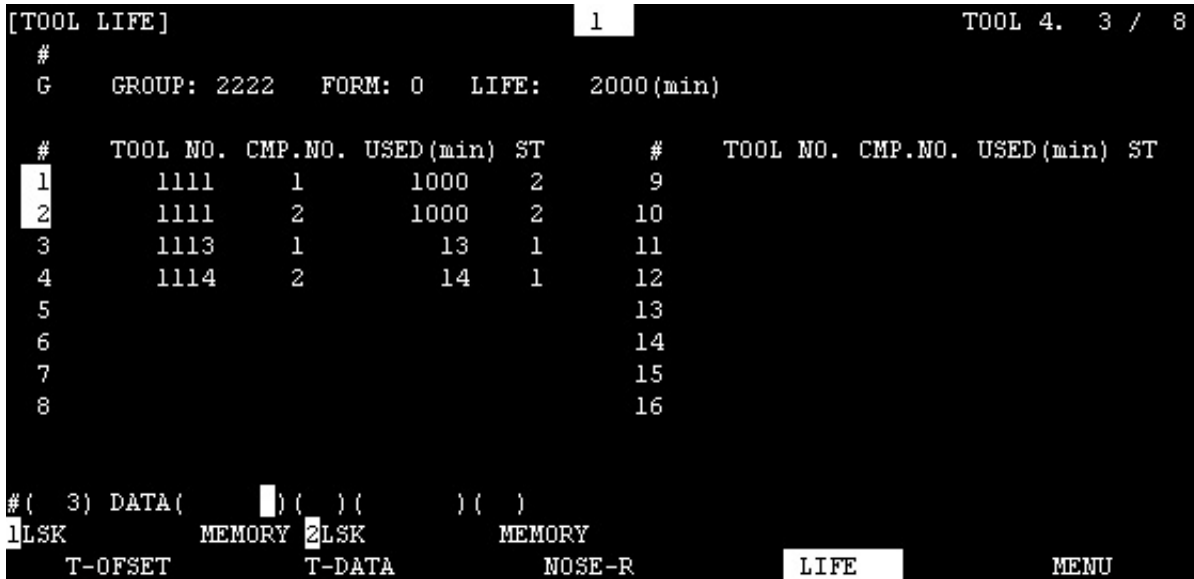 [TOOL LIFE] 1 TOOL 4. 3 / 8
#
G GROUP: 2222 FORM: 0 LIFE: 2000(min)
# TOOL NO. CMP.NO. USED(min) ST # TOOL NO. CMP.NO. USED(min) ST
1 1111 1 1000 2 9
2 1111 2 1000 2 10
3 1113 1 13 1 11
4 1114 2 14 1 12
5 13
6 14
7 15
8 16
#( 3) DATA( )( )( )( )
1LSK MEMORY 2LSK MEMORY
T-OFSET T-DATA NOSE-R LIFE MENU